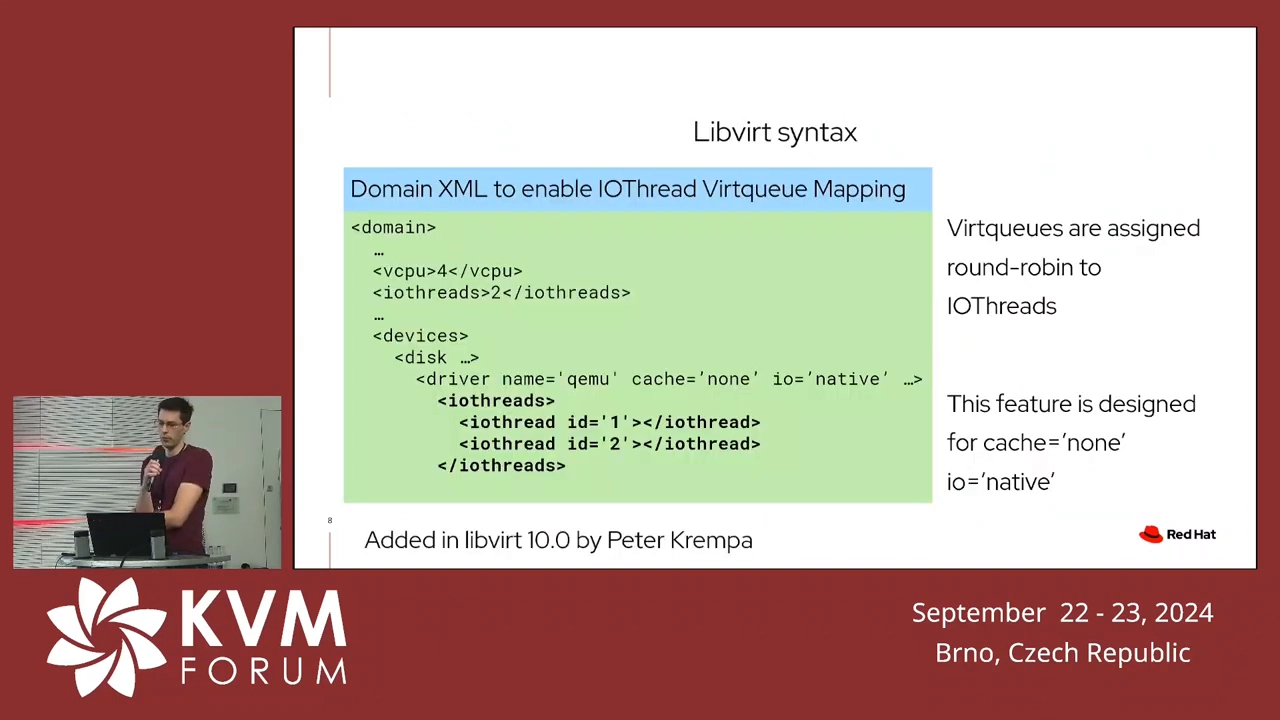 Libvirt syntax
Domain XML to enable IOThread Virtqueue Mapping
<domain>
…
<vcpu>4</vcpu>
<iothreads>2</iothreads>
…
<devices>
<disk …>
<driver name='qemu' cache=’none’ io=’native’ …>
<iothreads>
<iothread id='1'></iothread>
<iothread id='2'></iothread>
</iothreads>
Virtqueues are assigned
round-robin to
IOThreads
This feature is designed
for cache=’none’
io=’native’
8
Added in libvirt 10.0 by Peter Krempa
Red Hat
KVM
FORUM
September 22 - 23, 2024
Brno, Czech Republic